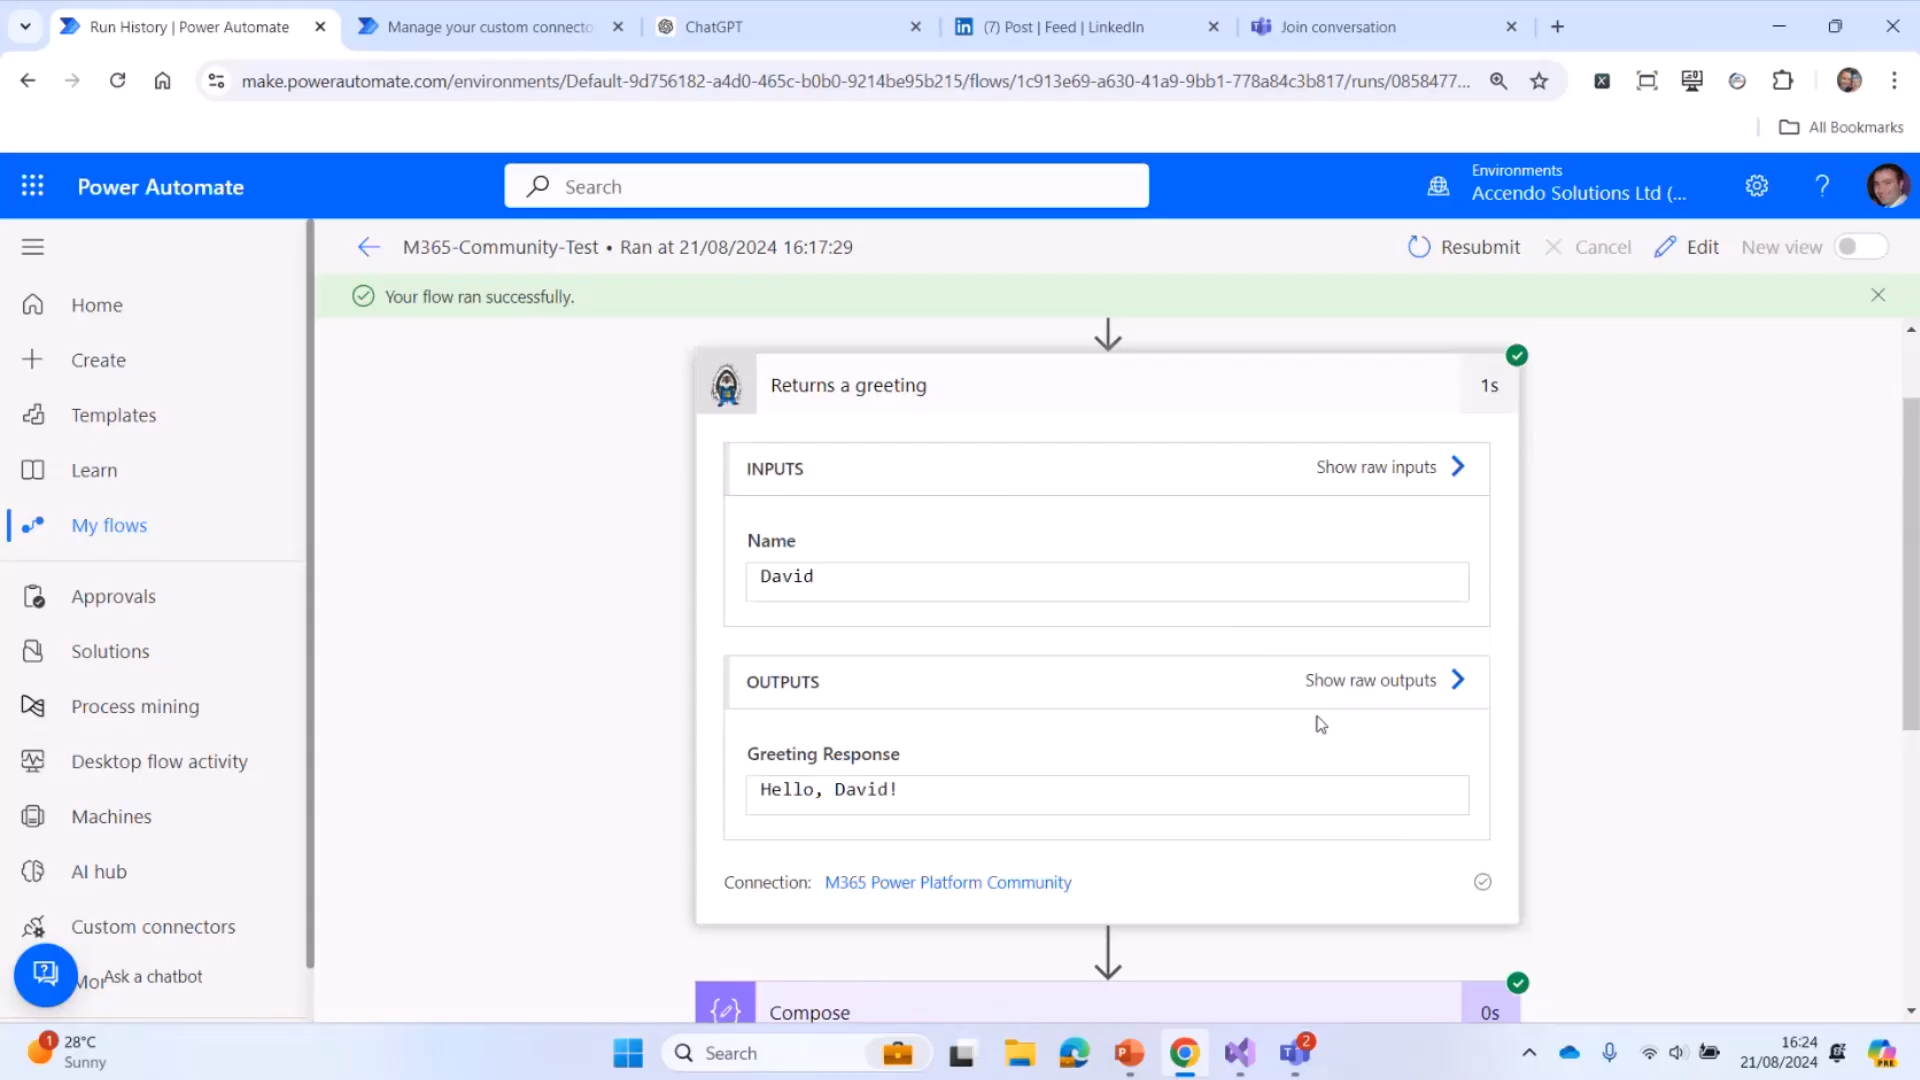 Run History | Power Automate
Manage your custom connecto
ChatGPT
(7) Post | Feed | LinkedIn
Join conversation
make.powerautomate.com/environments/Default-9d756182-a4d0-465c-b0b0-9214be95b215/flows/1c913e69-a630-41a9-9bb1-778a84c3b817/runs/0858477...
All Bookmarks
Power Automate
Search
Environments
Accendo Solutions Ltd (...
M365-Community-Test • Ran at 21/08/2024 16:17:29
Resubmit
Cancel
Edit
New view
Your flow ran successfully.
Home
Create
Templates
Learn
My flows
Approvals
Solutions
Process mining
Desktop flow activity
Machines
AI hub
Custom connectors
Mor
Ask a chatbot
Returns a greeting
1s
INPUTS
Show raw inputs
Name
David
OUTPUTS
Show raw outputs
Greeting Response
Hello, David!
Connection: M365 Power Platform Community
Compose
0s
1
28°C
Sunny
Search
2
16:24
21/08/2024
PRE